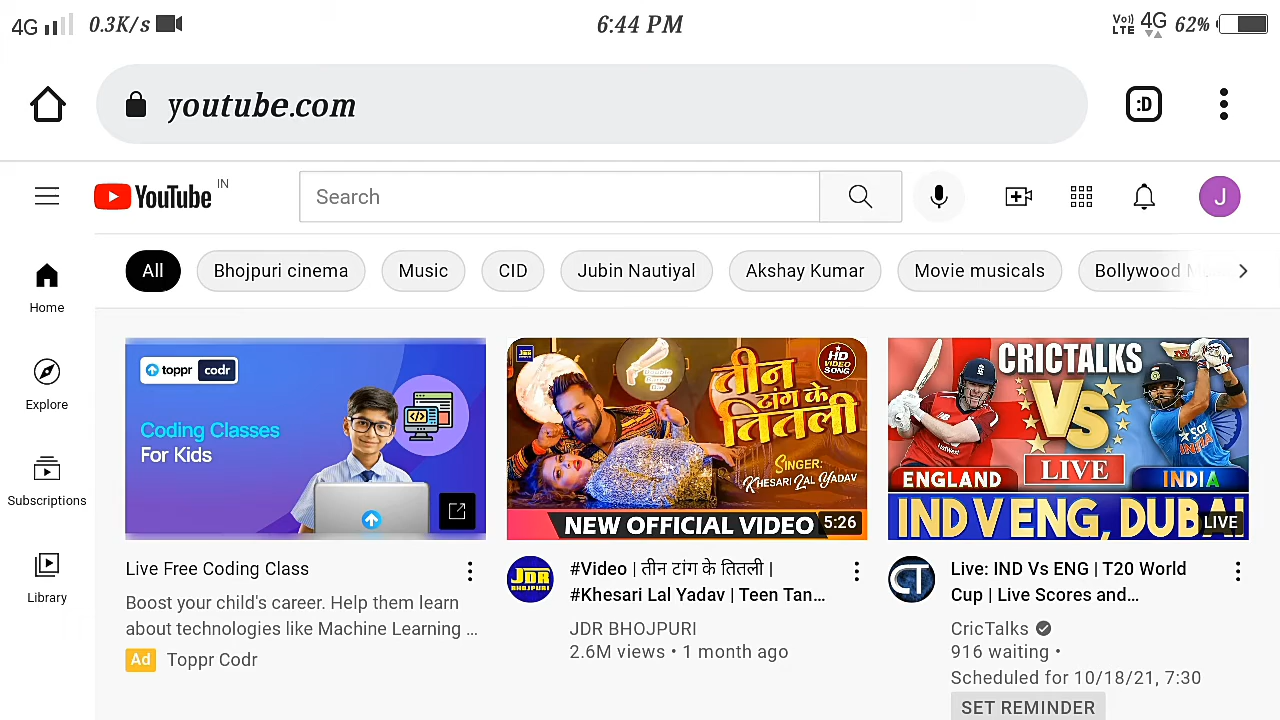 4G 0.3K/s 6:44 PM Vo)) LTE 4G 62%
youtube.com :D
YouTube IN Search J
All Bhojpuri cinema Music CID Jubin Nautiyal Akshay Kumar Movie musicals Bollywood
Home
Explore
Subscriptions
Library
toppr codr
Coding Classes
For Kids
Live Free Coding Class
Boost your child's career. Help them learn
about technologies like Machine Learning ...
Ad Toppr Codr
JDR
HD
VIDEO
SONG
तीन
टांग के
तितली
SINGER:
KHESARI LAL YADAV
NEW OFFICIAL VIDEO 5:26
JDR
BHOJPURI
#Video | तीन टांग के तितली |
#Khesari Lal Yadav | Teen Tan...
JDR BHOJPURI
2.6M views • 1 month ago
CRICTALKS
VS
LIVE
ENGLAND
INDIA
IND V ENG, DUBAI
LIVE
CT
Live: IND Vs ENG | T20 World
Cup | Live Scores and...
CricTalks
916 waiting •
Scheduled for 10/18/21, 7:30
SET REMINDER